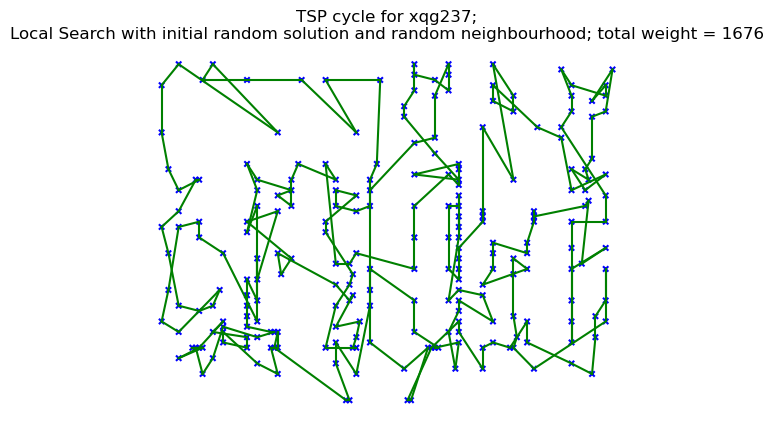 TSP cycle for xqg237;
Local Search with initial random solution and random neighbourhood; total weight = 1676